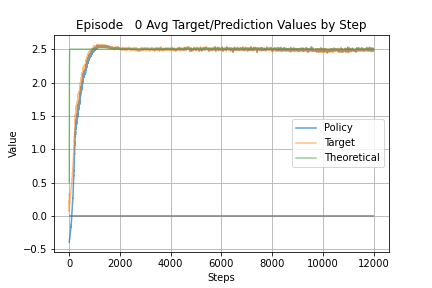 Episode   0 Avg Target/Prediction Values by Step
Value
2.5
2.0
1.5
1.0
0.5
0.0
−0.5
Policy
Target
Theoretical
0 2000 4000 6000 8000 10000 12000
Steps